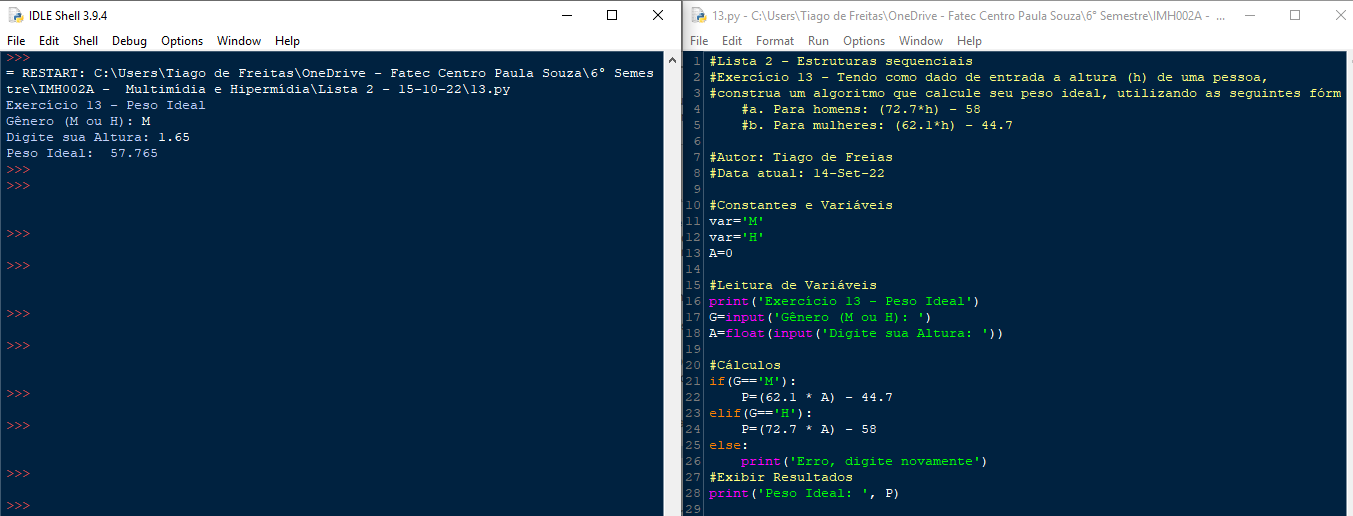 IDLE Shell 3.9.4
File Edit Shell Debug Options Window Help
>>>
= RESTART: C:\Users\Tiago de Freitas\OneDrive - Fatec Centro Paula Souza\6° Semes
tre\IMH002A -  Multimídia e Hipermídia\Lista 2 - 15-10-22\13.py
Exercício 13 - Peso Ideal
Gênero (M ou H): M
Digite sua Altura: 1.65
Peso Ideal:  57.765
>>>
>>>
>>>
>>>
>>>
>>>
>>>
>>>
>>>
>>>
13.py - C:\Users\Tiago de Freitas\OneDrive - Fatec Centro Paula Souza\6° Semestre\IMH002A - ...
File Edit Format Run Options Window Help
1 #Lista 2 - Estruturas sequenciais
2 #Exercício 13 - Tendo como dado de entrada a altura (h) de uma pessoa,
3 #construa um algoritmo que calcule seu peso ideal, utilizando as seguintes fórm
4     #a. Para homens: (72.7*h) - 58
5     #b. Para mulheres: (62.1*h) - 44.7
6
7 #Autor: Tiago de Freias
8 #Data atual: 14-Set-22
9
10 #Constantes e Variáveis
11 var='M'
12 var='H'
13 A=0
14
15 #Leitura de Variáveis
16 print('Exercício 13 - Peso Ideal')
17 G=input('Gênero (M ou H): ')
18 A=float(input('Digite sua Altura: '))
19
20 #Cálculos
21 if(G=='M'):
22     P=(62.1 * A) - 44.7
23 elif(G=='H'):
24     P=(72.7 * A) - 58
25 else:
26     print('Erro, digite novamente')
27 #Exibir Resultados
28 print('Peso Ideal: ', P)
29